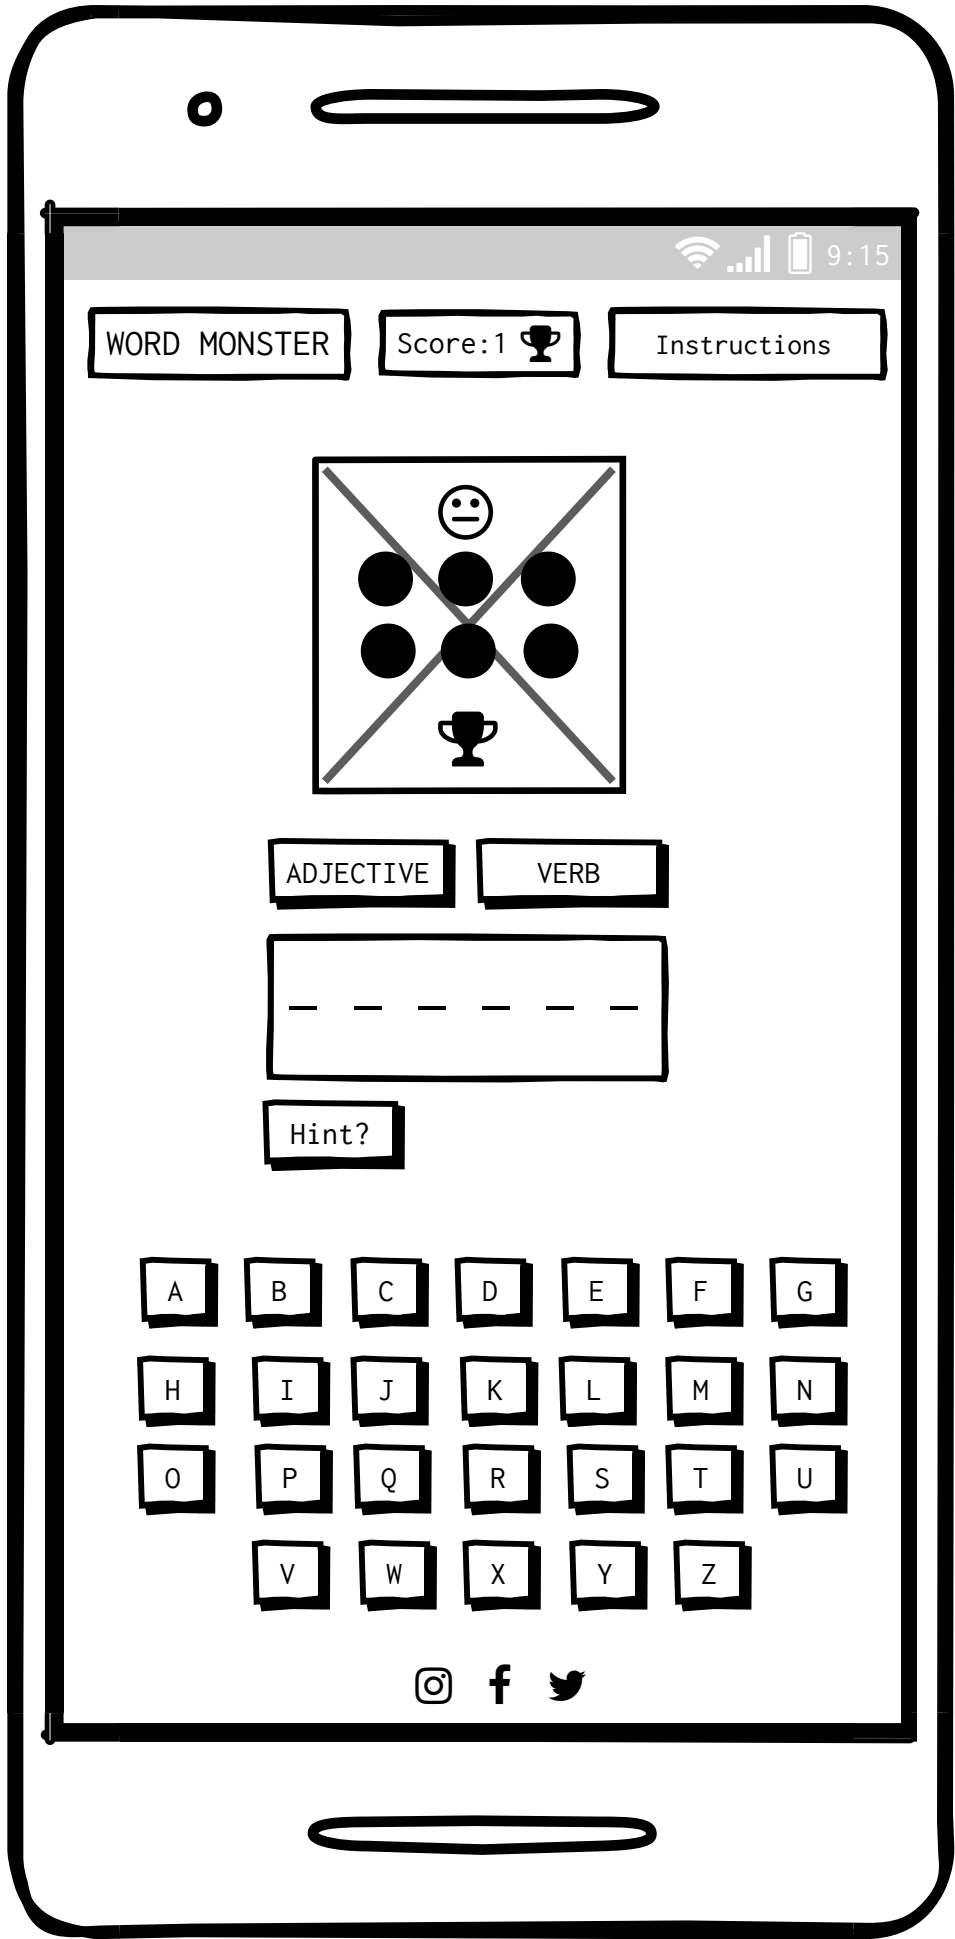 9:15
WORD MONSTER Score:1 Instructions
ADJECTIVE VERB
_ _ _ _ _ _
Hint?
A B C D E F G
H I J K L M N
O P Q R S T U
V W X Y Z